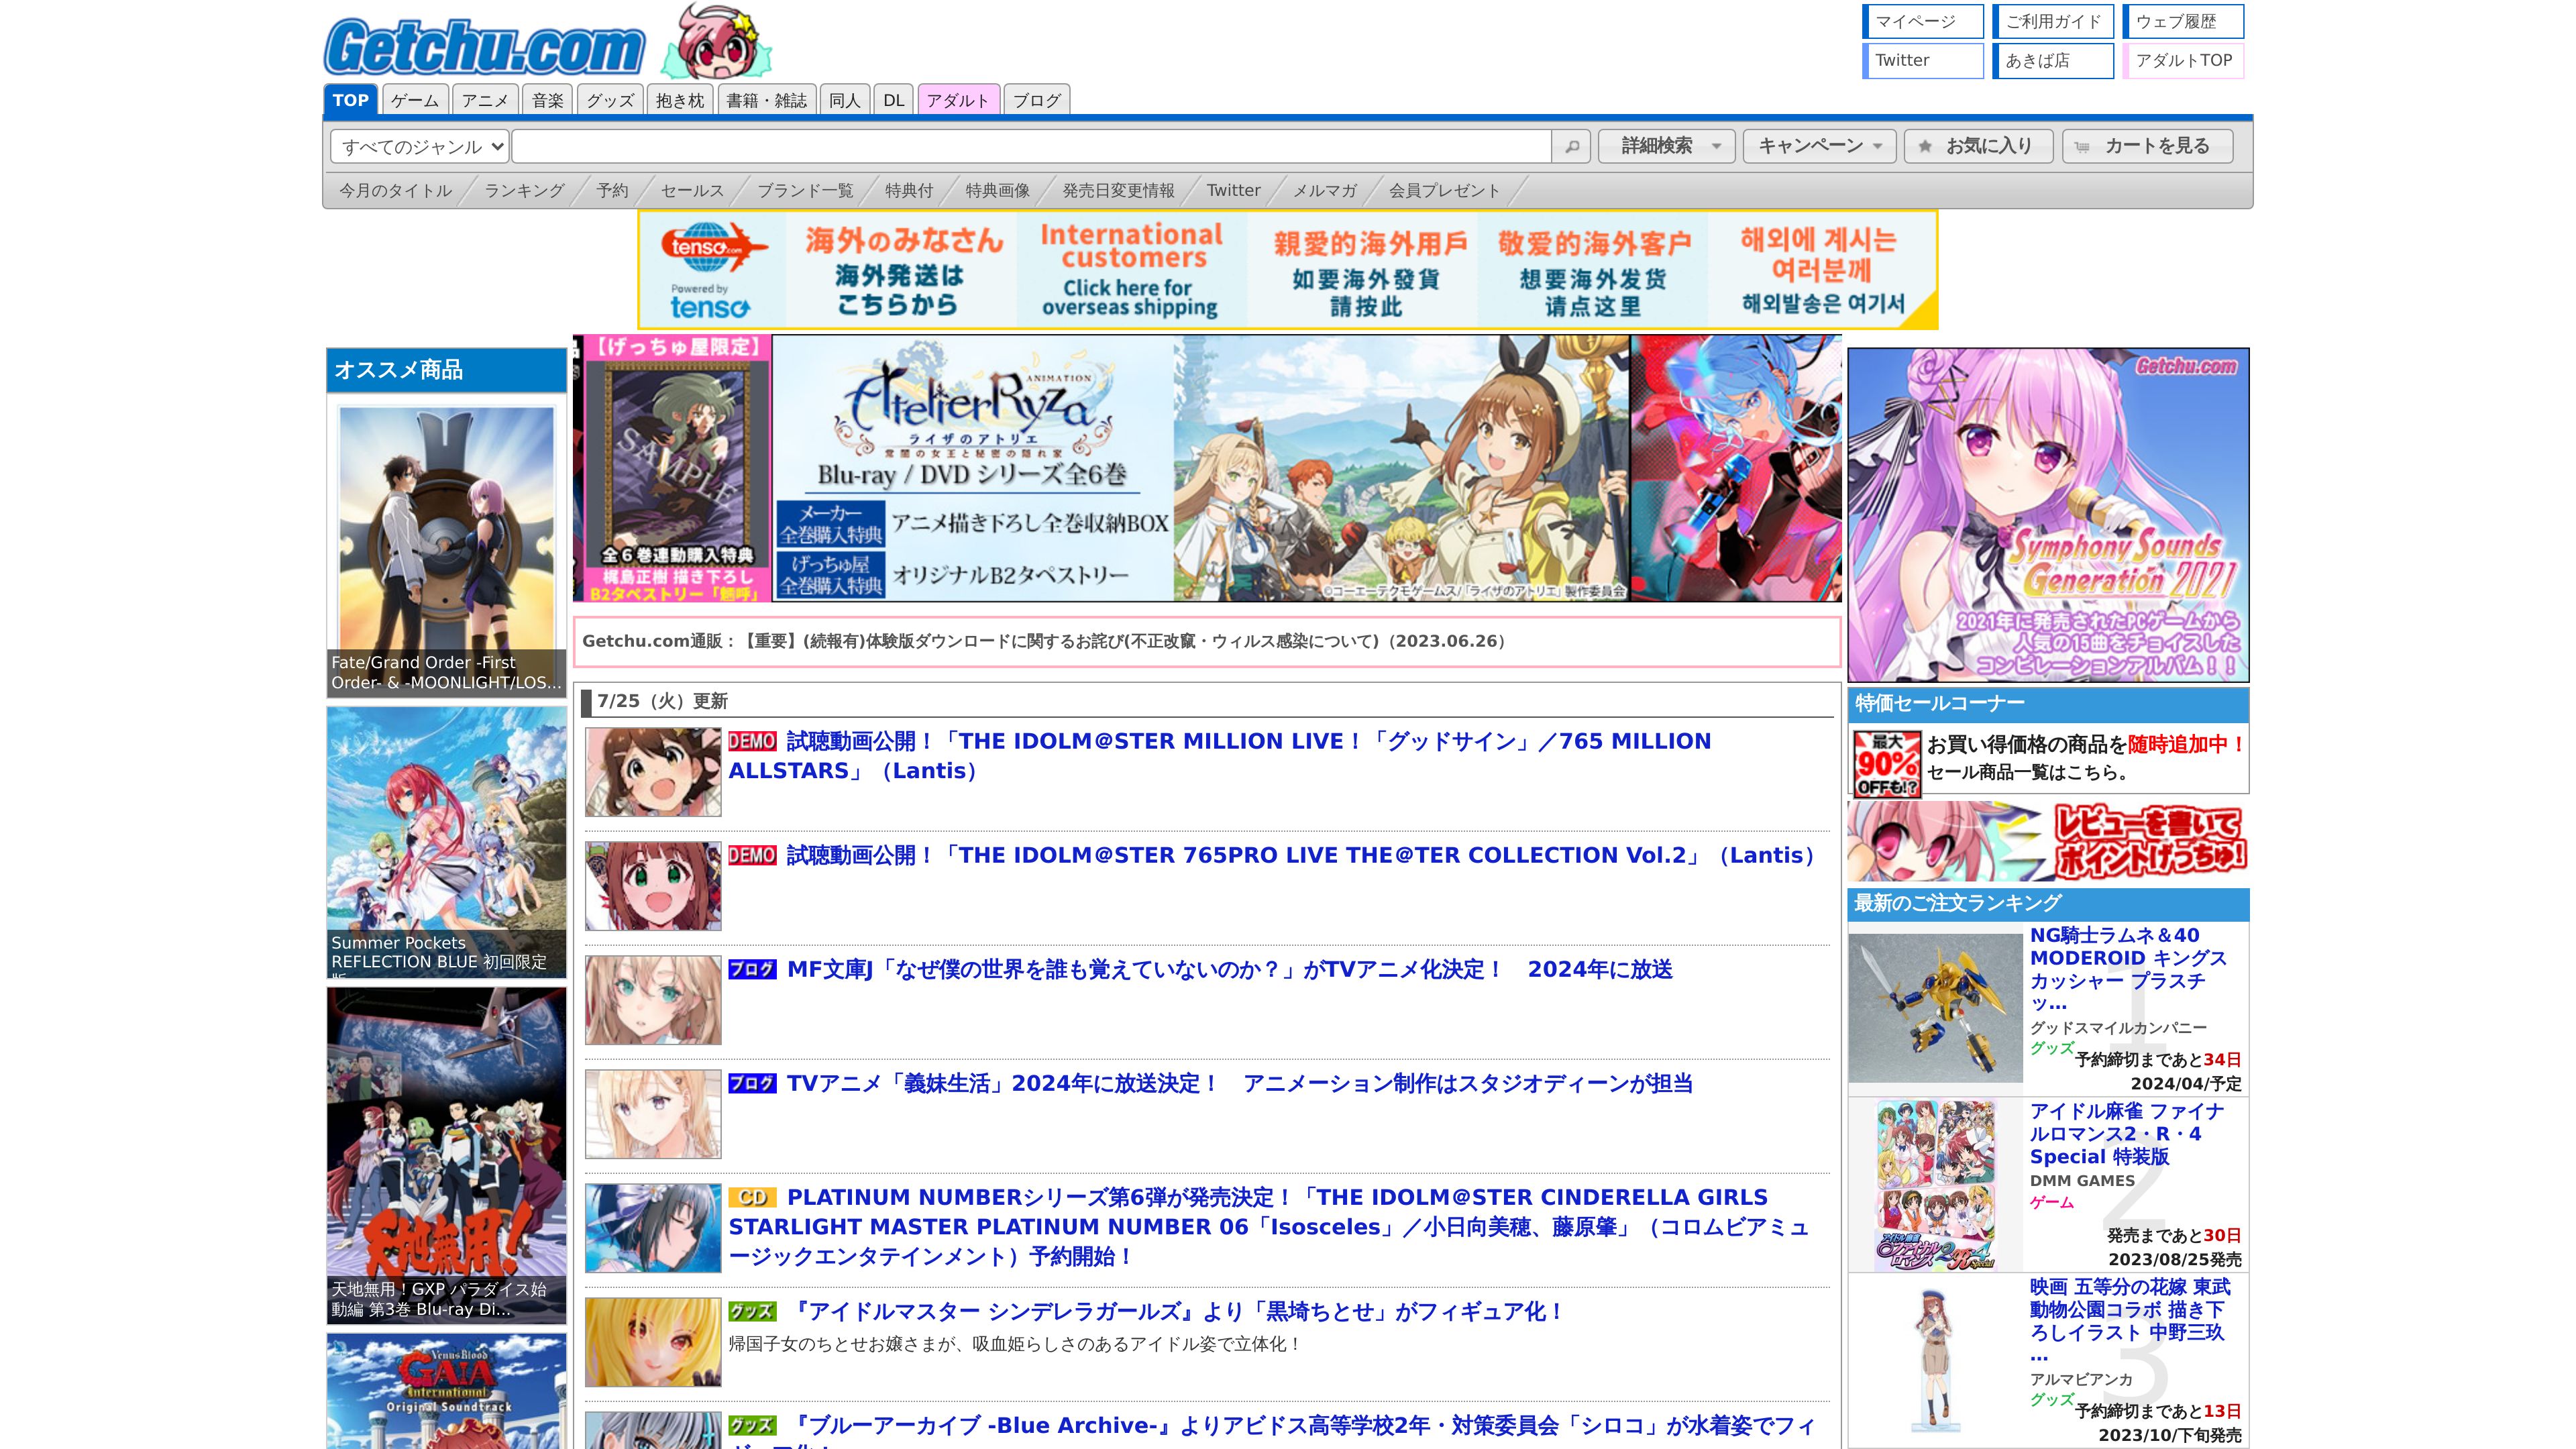 Getchu.com
マイページ
ご利用ガイド
ウェブ履歴
Twitter
あきば店
アダルトTOP
TOP
ゲーム
アニメ
音楽
グッズ
抱き枕
書籍・雑誌
同人
DL
アダルト
ブログ
すべてのジャンル
詳細検索
キャンペーン
お気に入り
カートを見る
今月のタイトル
ランキング
予約
セールス
ブランド一覧
特典付
特典画像
発売日変更情報
Twitter
メルマガ
会員プレゼント
tenso.com
Powered by
tenso
海外のみなさん
海外発送は
こちらから
International
customers
Click here for
overseas shipping
親愛的海外用戶
如要海外發貨
請按此
敬爱的海外客户
想要海外发货
请点这里
해외에 계시는
여러분께
해외발송은 여기서
オススメ商品
Fate/Grand Order -First
Order- & -MOONLIGHT/LOS...
Summer Pockets
REFLECTION BLUE 初回限定
天地無用!
天地無用！GXP パラダイス始
動編 第3巻 Blu-ray Di...
VenusBlood
GAIA
International
Original Soundtrack
【げっちゅ屋限定】
SAMPLE
全6巻連動購入特典
梶島正樹 描き下ろし
Atelier Ryza
ANIMATION
ライザのアトリエ
常闇の女王と秘密の隠れ家
Blu-ray / DVD シリーズ全6巻
メーカー
全巻購入特典
アニメ描き下ろし全巻収納BOX
げっちゅ屋
全巻購入特典
オリジナルB2タペストリー
©コーエーテクモゲームス/「ライザのアトリエ」製作委員会
Getchu.com通販：【重要】(続報有)体験版ダウンロードに関するお詫び(不正改竄・ウィルス感染について)（2023.06.26）
7/25（火）更新
DEMO 試聴動画公開！「THE IDOLM@STER MILLION LIVE！「グッドサイン」／765 MILLION
ALLSTARS」（Lantis）
DEMO 試聴動画公開！「THE IDOLM@STER 765PRO LIVE THE@TER COLLECTION Vol.2」（Lantis）
ブログ MF文庫J「なぜ僕の世界を誰も覚えていないのか？」がTVアニメ化決定！　2024年に放送
ブログ TVアニメ「義妹生活」2024年に放送決定！　アニメーション制作はスタジオディーンが担当
CD PLATINUM NUMBERシリーズ第6弾が発売決定！「THE IDOLM@STER CINDERELLA GIRLS
STARLIGHT MASTER PLATINUM NUMBER 06「Isosceles」／小日向美穂、藤原肇」（コロムビアミュ
ージックエンタテインメント）予約開始！
グッズ 『アイドルマスター シンデレラガールズ』より「黒埼ちとせ」がフィギュア化！
帰国子女のちとせお嬢さまが、吸血姫らしさのあるアイドル姿で立体化！
グッズ 『ブルーアーカイブ -Blue Archive-』よりアビドス高等学校2年・対策委員会「シロコ」が水着姿でフィ
Getchu.com
Symphony Sounds
Generation 2021
2021年に発売されたPCゲームから
人気の15曲をチョイスした
コンピレーションアルバム！！
特価セールコーナー
最大
90%
OFFも!?
お買い得価格の商品を随時追加中！
セール商品一覧はこちら。
レビューを書いて
ポイントげっちゅ!
最新のご注文ランキング
1
NG騎士ラムネ＆40
MODEROID キングス
カッシャー プラスチ
ッ...
グッドスマイルカンパニー
グッズ
予約締切まであと34日
2024/04/予定
2
アイドル麻雀 ファイナ
ルロマンス2・R・4
Special 特装版
DMM GAMES
ゲーム
発売まであと30日
2023/08/25発売
3
映画 五等分の花嫁 東武
動物公園コラボ 描き下
ろしイラスト 中野三玖
...
アルマビアンカ
グッズ
予約締切まであと13日
2023/10/下旬発売